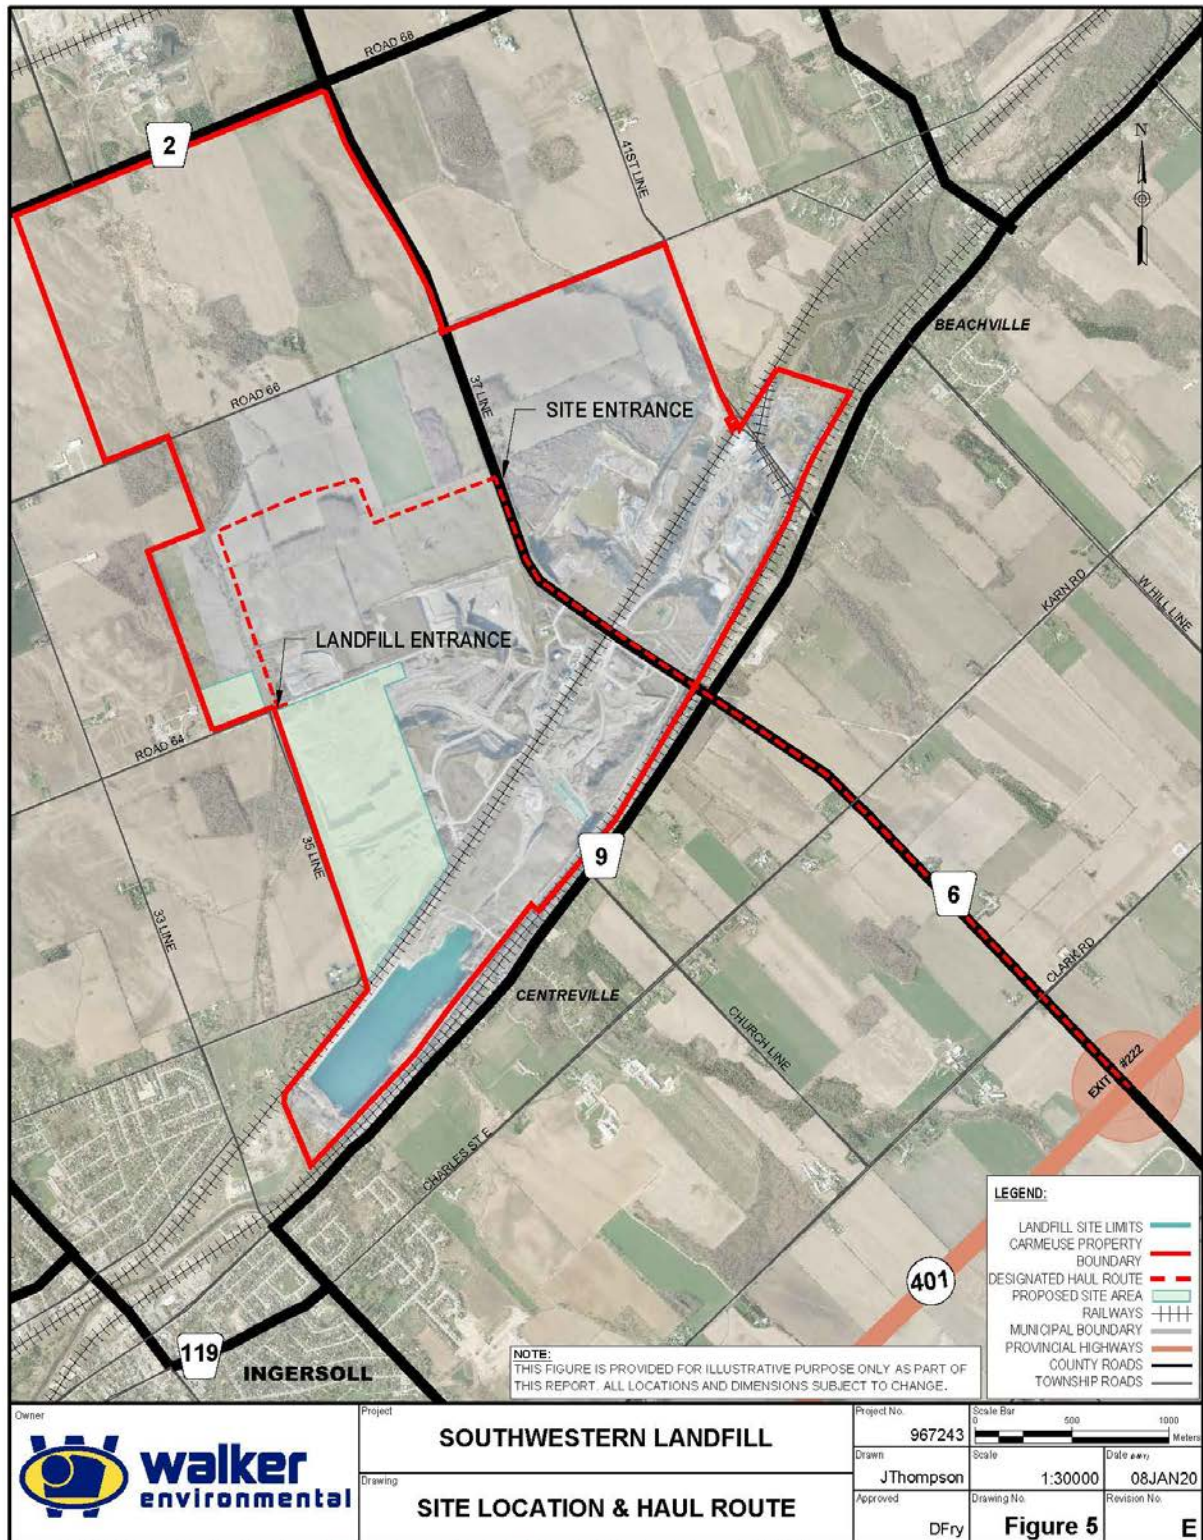 ROAD 68
2
41ST LINE
N
BEACHVILLE
37 LINE
ROAD 66
SITE ENTRANCE
KARN RD
W HILL LINE
LANDFILL ENTRANCE
ROAD 64
35 LINE
33 LINE
9
6
CLARK RD
CENTREVILLE
CHURCH LINE
EXIT #222
CHARLES ST E
401
119
INGERSOLL
LEGEND:
LANDFILL SITE LIMITS
CARMEUSE PROPERTY
BOUNDARY
DESIGNATED HAUL ROUTE
PROPOSED SITE AREA
RAILWAYS
MUNICIPAL BOUNDARY
PROVINCIAL HIGHWAYS
COUNTY ROADS
TOWNSHIP ROADS
NOTE:
THIS FIGURE IS PROVIDED FOR ILLUSTRATIVE PURPOSE ONLY AS PART OF
THIS REPORT. ALL LOCATIONS AND DIMENSIONS SUBJECT TO CHANGE.
Owner
walker
environmental
Project
SOUTHWESTERN LANDFILL
Drawing
SITE LOCATION & HAUL ROUTE
Project No.
967243
Scale Bar
0 500 1000
Meters
Drawn
JThompson
Scale
1:30000
Date
08JAN20
Approved
DFry
Drawing No.
Figure 5
Revision No.
E